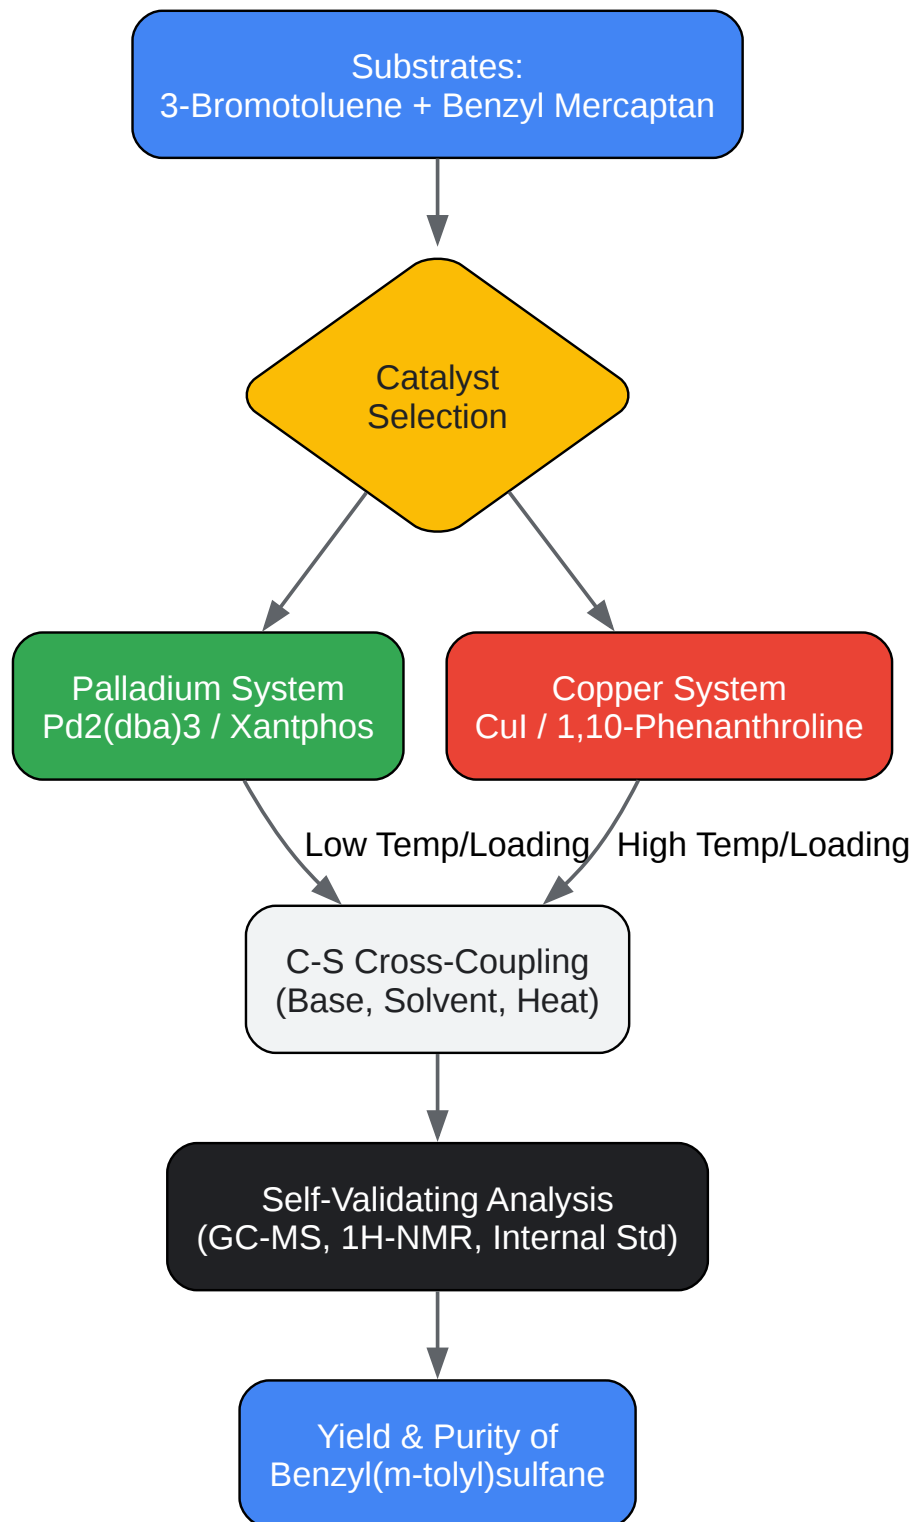 Substrates:
3-Bromotoluene + Benzyl Mercaptan
Catalyst
Selection
Palladium System
Pd2(dba)3 / Xantphos
Copper System
CuI / 1,10-Phenanthroline
Low Temp/Loading
High Temp/Loading
C-S Cross-Coupling
(Base, Solvent, Heat)
Self-Validating Analysis
(GC-MS, 1H-NMR, Internal Std)
Yield & Purity of
Benzyl(m-tolyl)sulfane